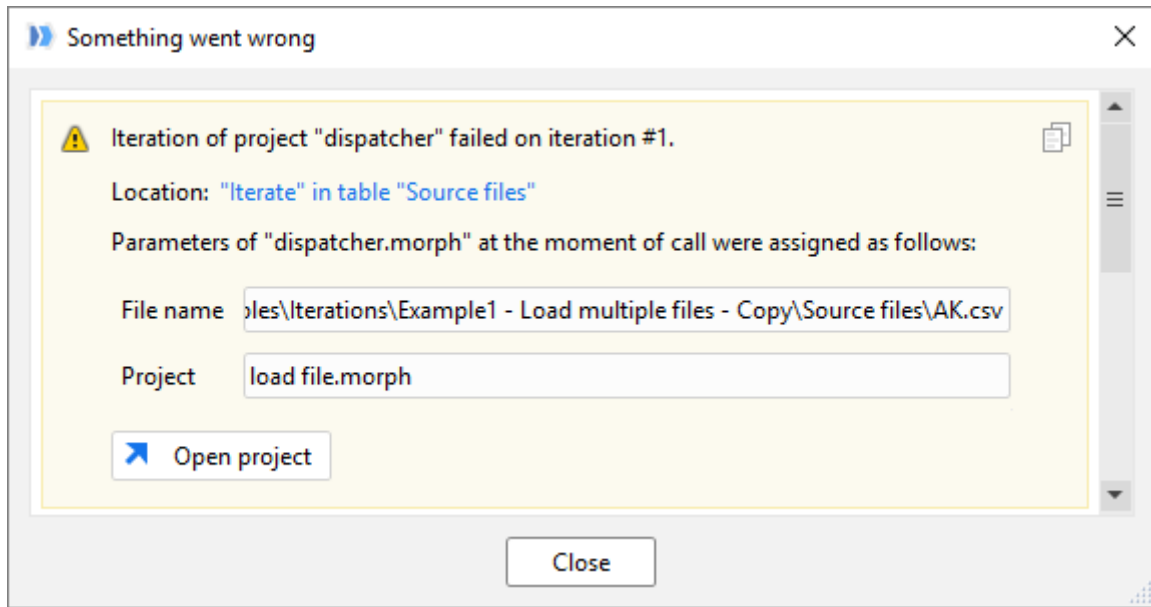 Something went wrong
Iteration of project "dispatcher" failed on iteration #1.
Location: "Iterate" in table "Source files"
Parameters of "dispatcher.morph" at the moment of call were assigned as follows:
File name les\Iterations\Example1 - Load multiple files - Copy\Source files\AK.csv
Project load file.morph
Open project
Close